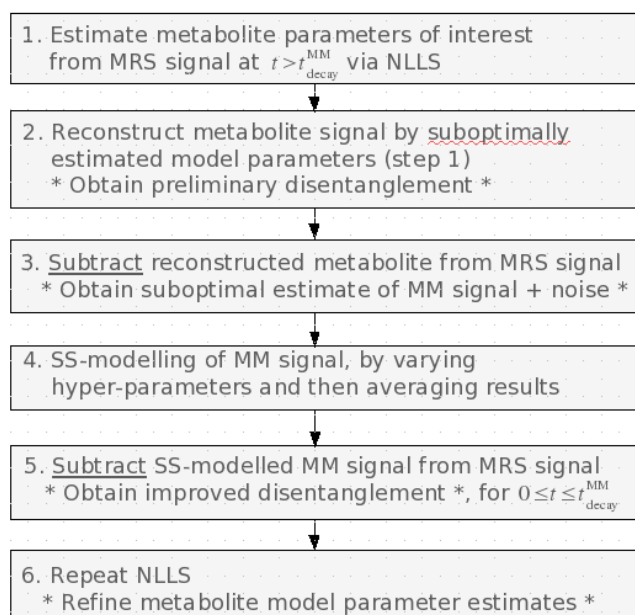 1. Estimate metabolite parameters of interest
from MRS signal at t > t^MM_decay via NLLS
2. Reconstruct metabolite signal by suboptimally
estimated model parameters (step 1)
* Obtain preliminary disentanglement *
3. Subtract reconstructed metabolite from MRS signal
* Obtain suboptimal estimate of MM signal + noise *
4. SS-modelling of MM signal, by varying
hyper-parameters and then averaging results
5. Subtract SS-modelled MM signal from MRS signal
* Obtain improved disentanglement *, for 0 ≤ t ≤ t^MM_decay
6. Repeat NLLS
* Refine metabolite model parameter estimates *